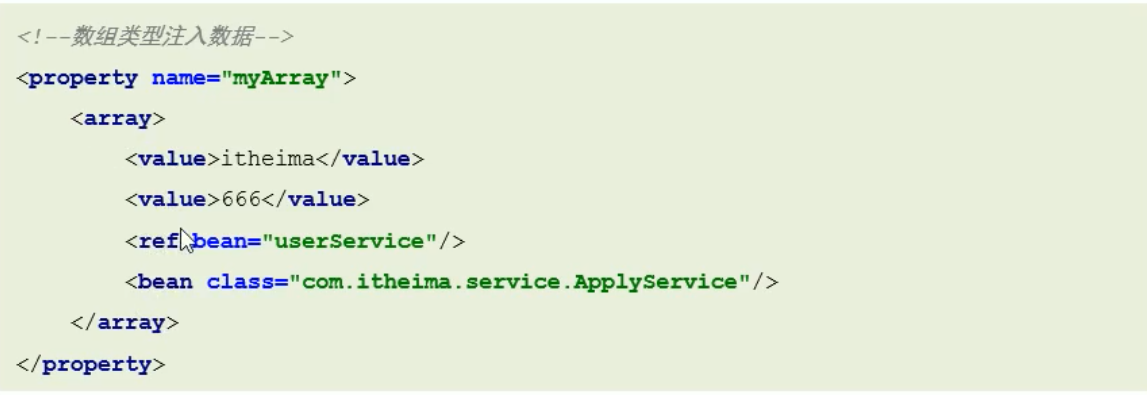 <!--数组类型注入数据-->
<property name="myArray">
<array>
<value>itheima</value>
<value>666</value>
<ref bean="userService"/>
<bean class="com.itheima.service.ApplyService"/>
</array>
</property>